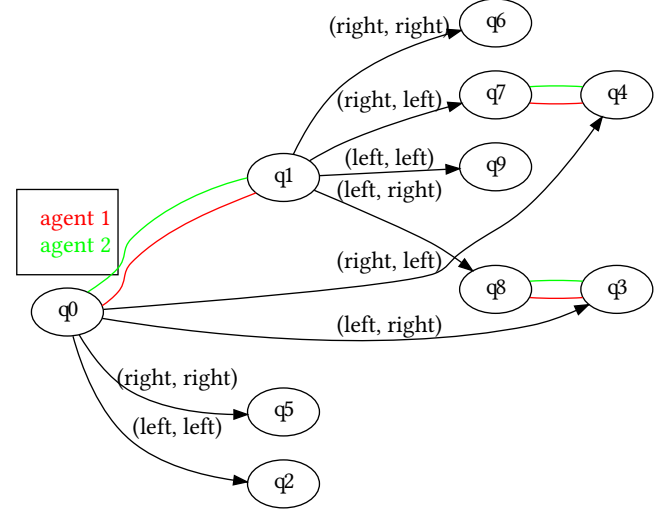 (right, right)
q6
(right, left)
q7
q4
(left, left)
q9
q1
(left, right)
agent 1
agent 2
(right, left)
q8
q3
q0
(left, right)
(right, right)
q5
(left, left)
q2